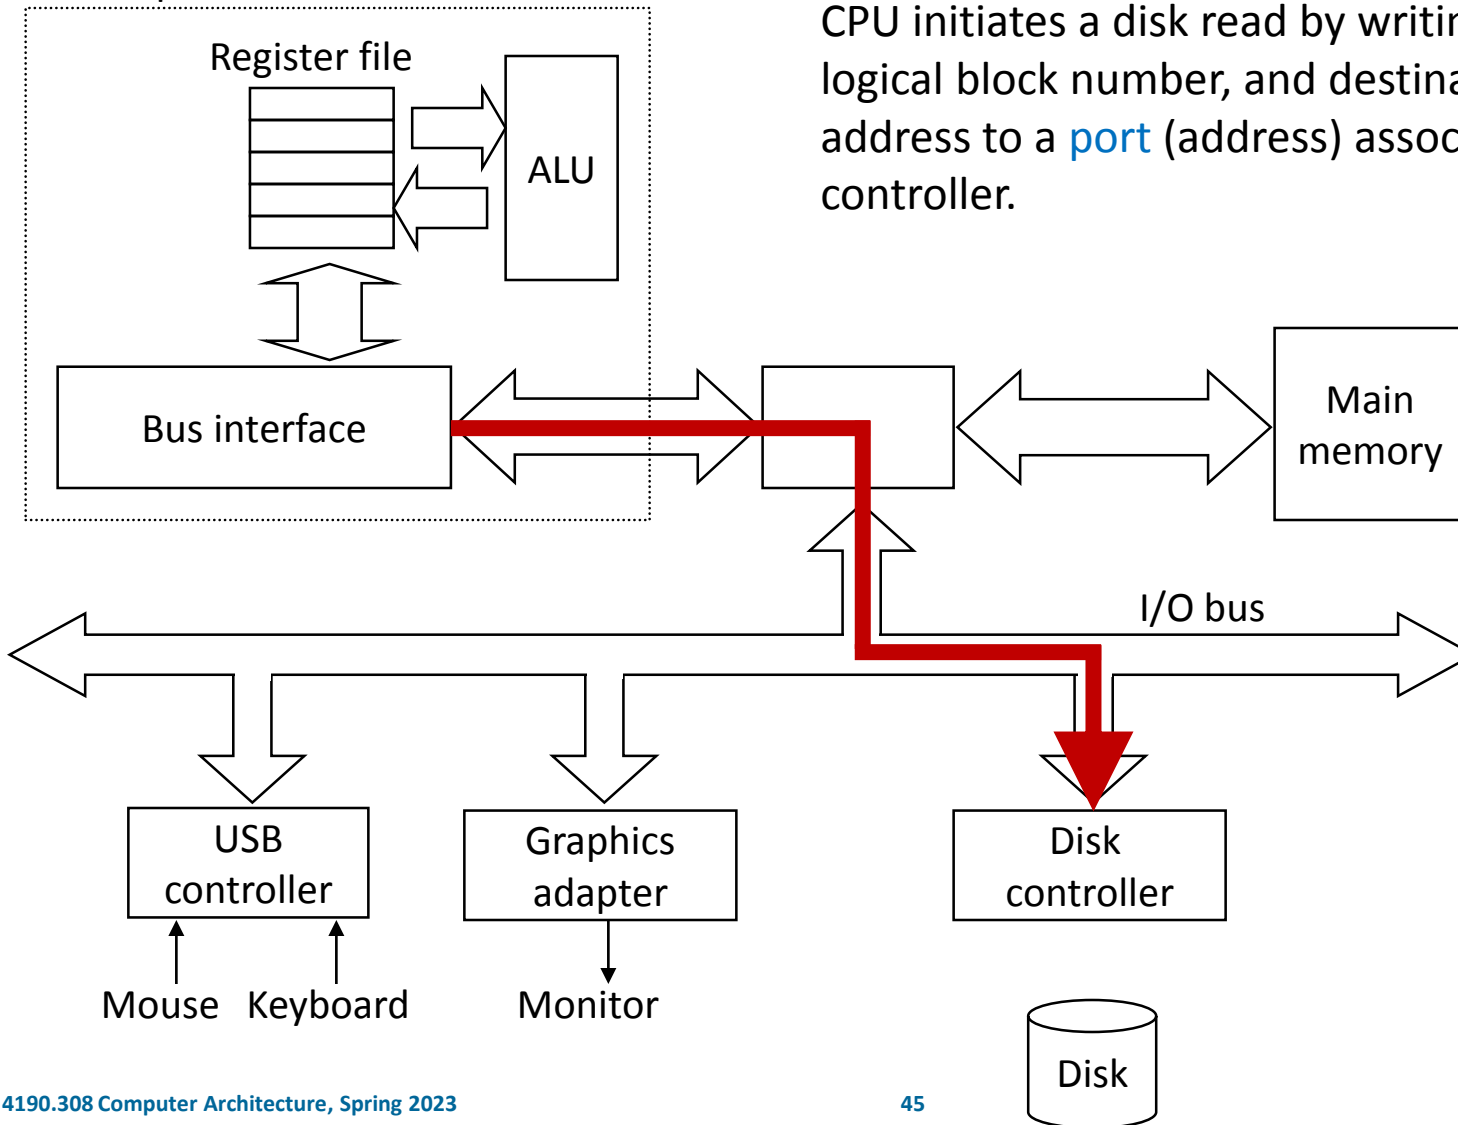 CPU initiates a disk read by writin
logical block number, and destina
address to a port (address) assoc
controller.
Register file
ALU
Bus interface
Main
memory
I/O bus
USB
controller
Graphics
adapter
Disk
controller
Mouse Keyboard
Monitor
Disk
4190.308 Computer Architecture, Spring 2023
45